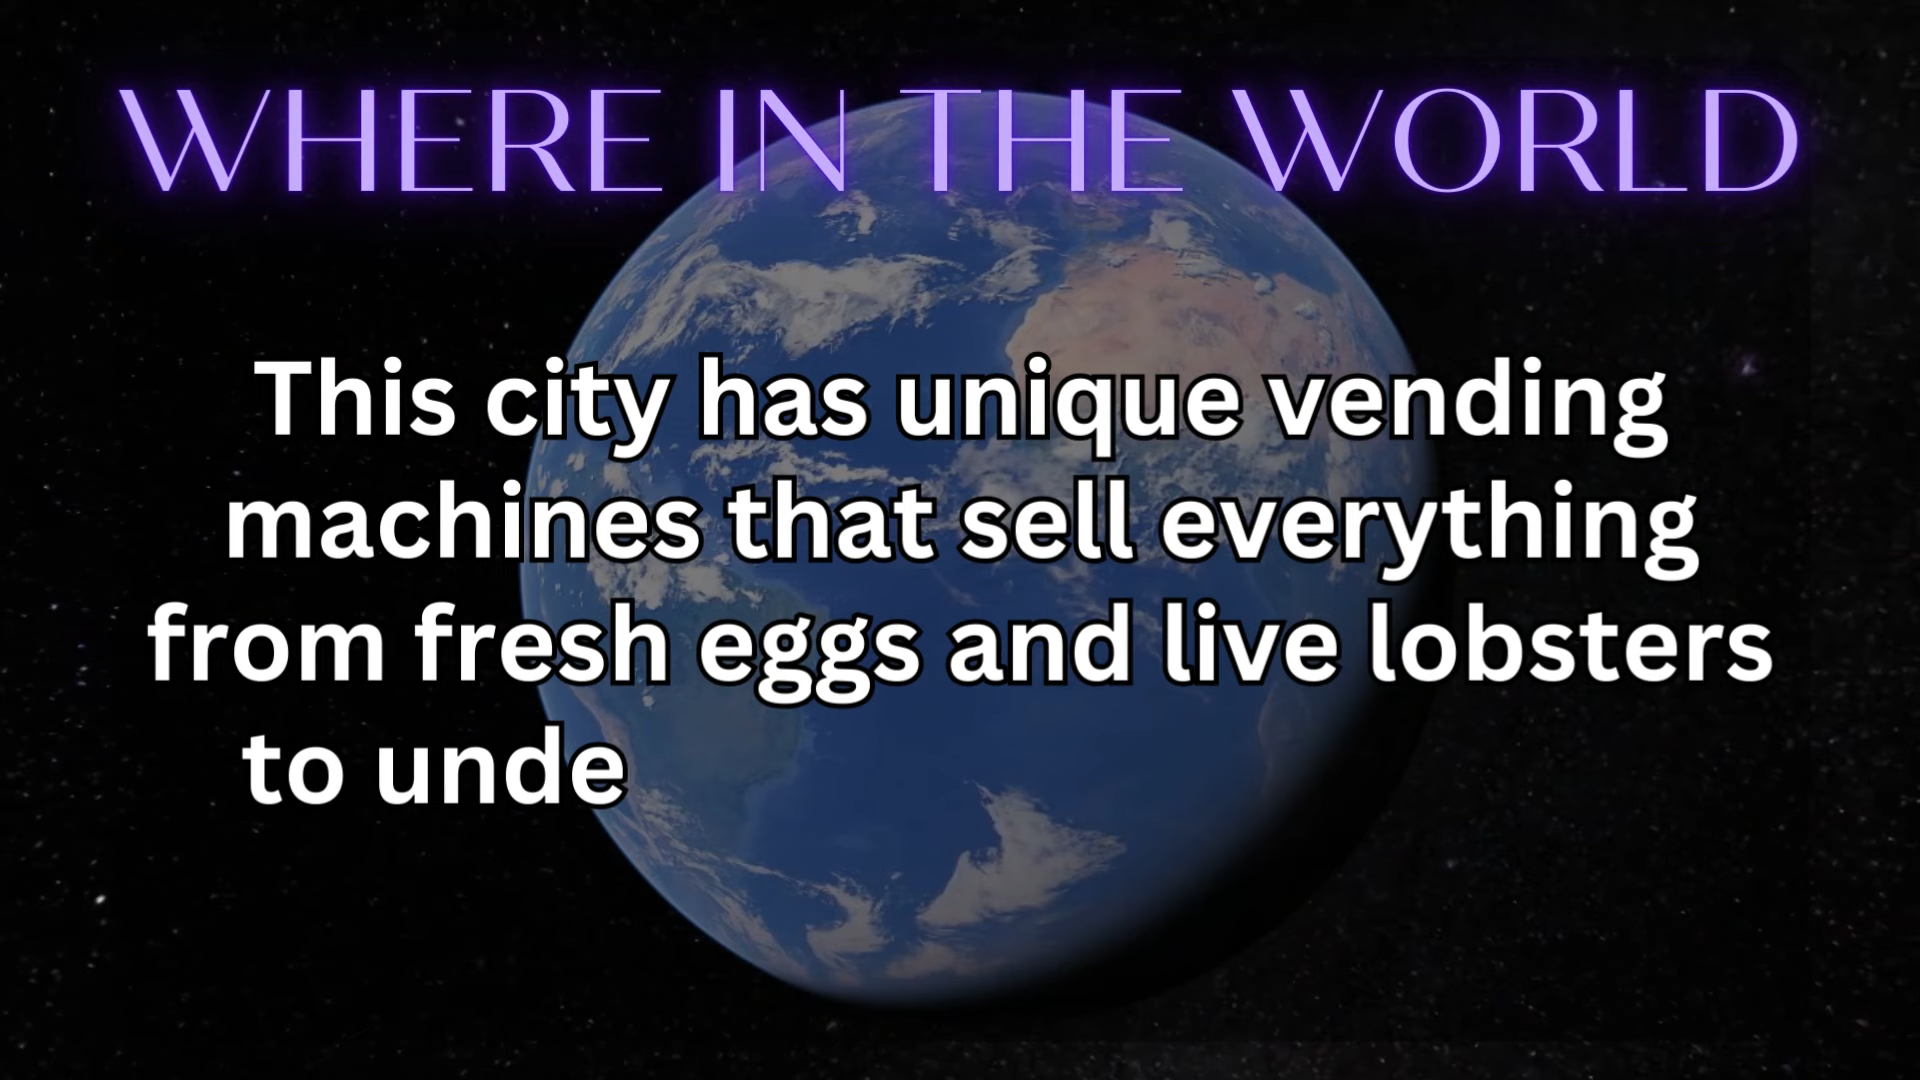 WHERE IN THE WORLD
This city has unique vending
machines that sell everything
from fresh eggs and live lobsters
to unde